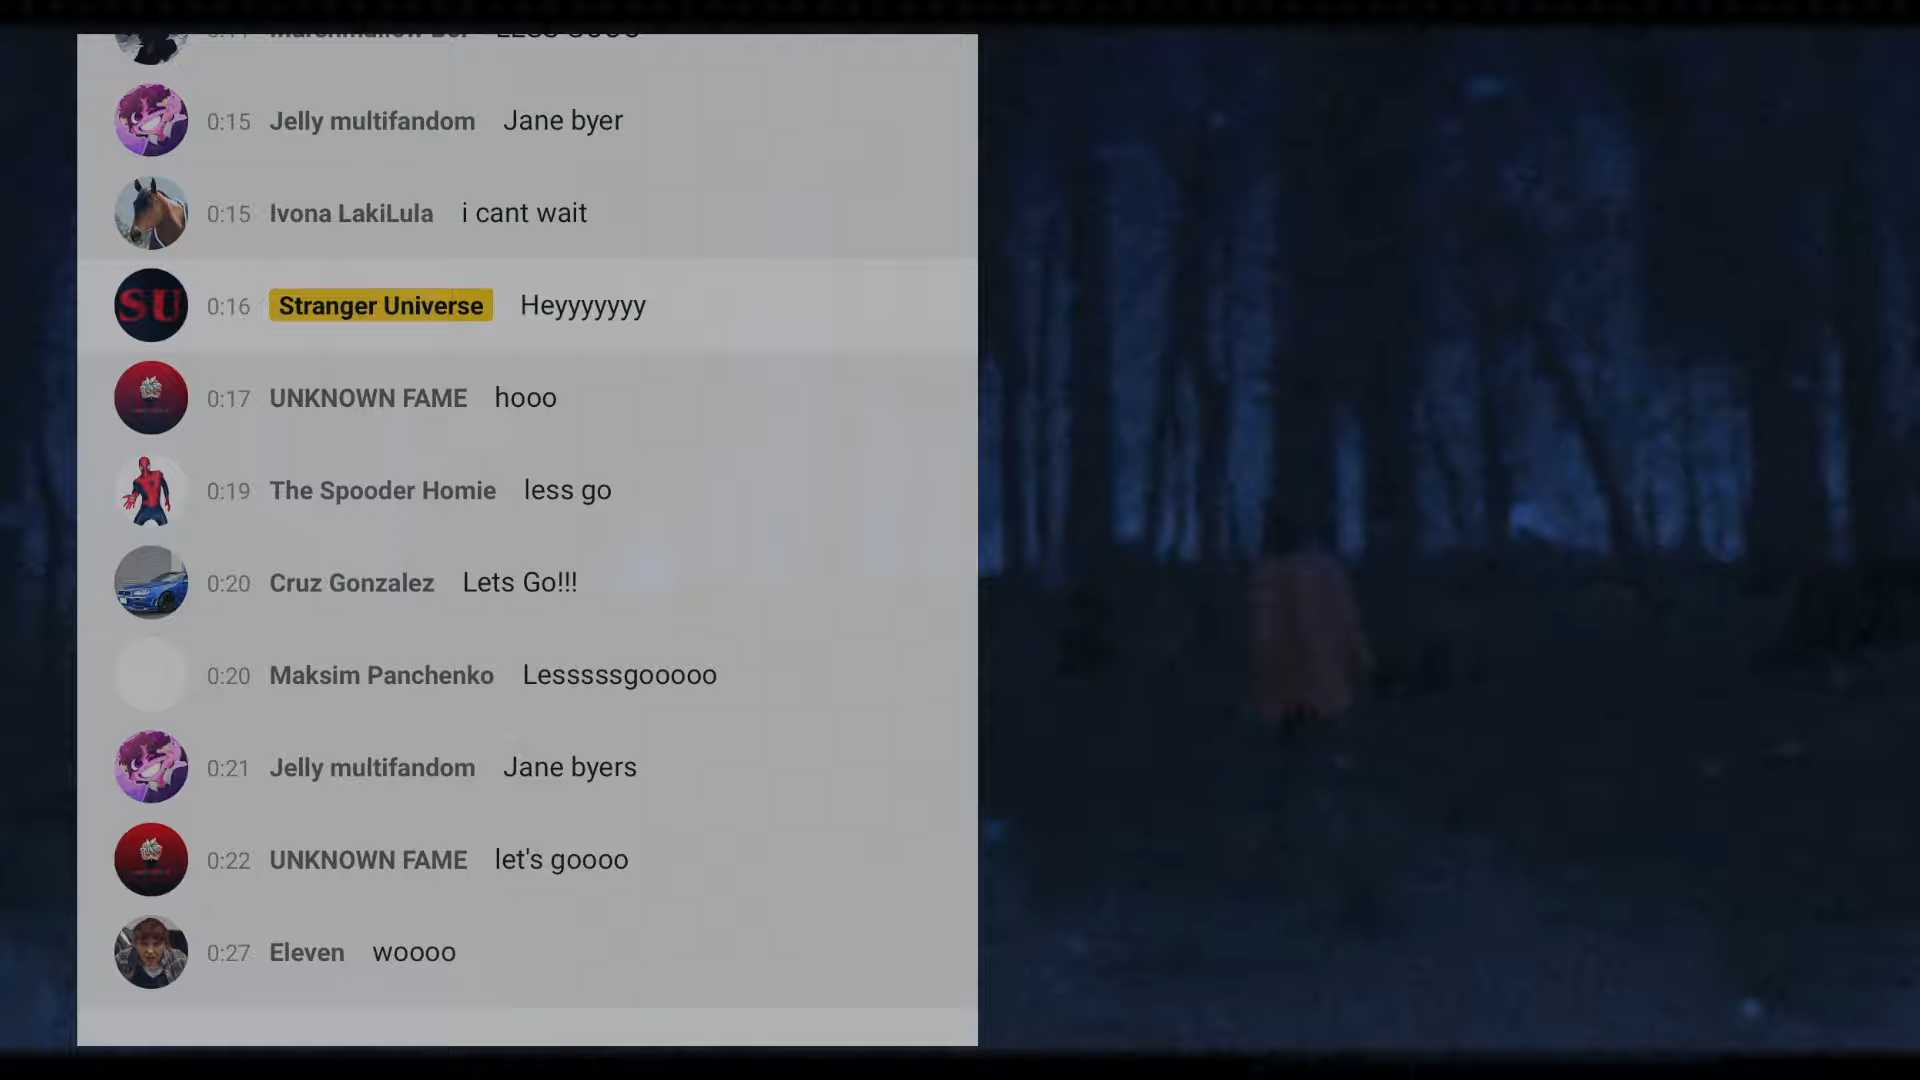 0:15 Jelly multifandom Jane byer
0:15 Ivona LakiLula i cant wait
SU 0:16 Stranger Universe Heyyyyyyy
0:17 UNKNOWN FAME hooo
0:19 The Spooder Homie less go
0:20 Cruz Gonzalez Lets Go!!!
0:20 Maksim Panchenko Lesssssgooooo
0:21 Jelly multifandom Jane byers
0:22 UNKNOWN FAME let's goooo
0:27 Eleven woooo